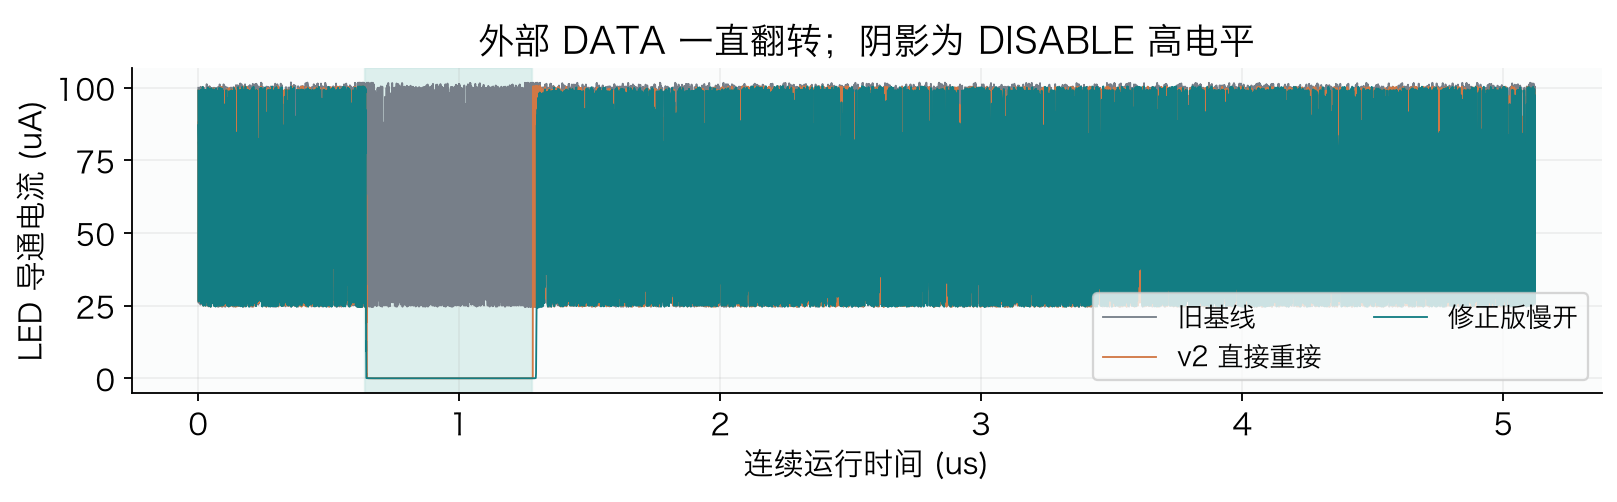 外部 DATA 一直翻转；阴影为 DISABLE 高电平
LED 导通电流 (uA)
100
75
50
25
0
旧基线
修正版慢开
v2 直接重接
0 1 2 3 4 5
连续运行时间 (us)